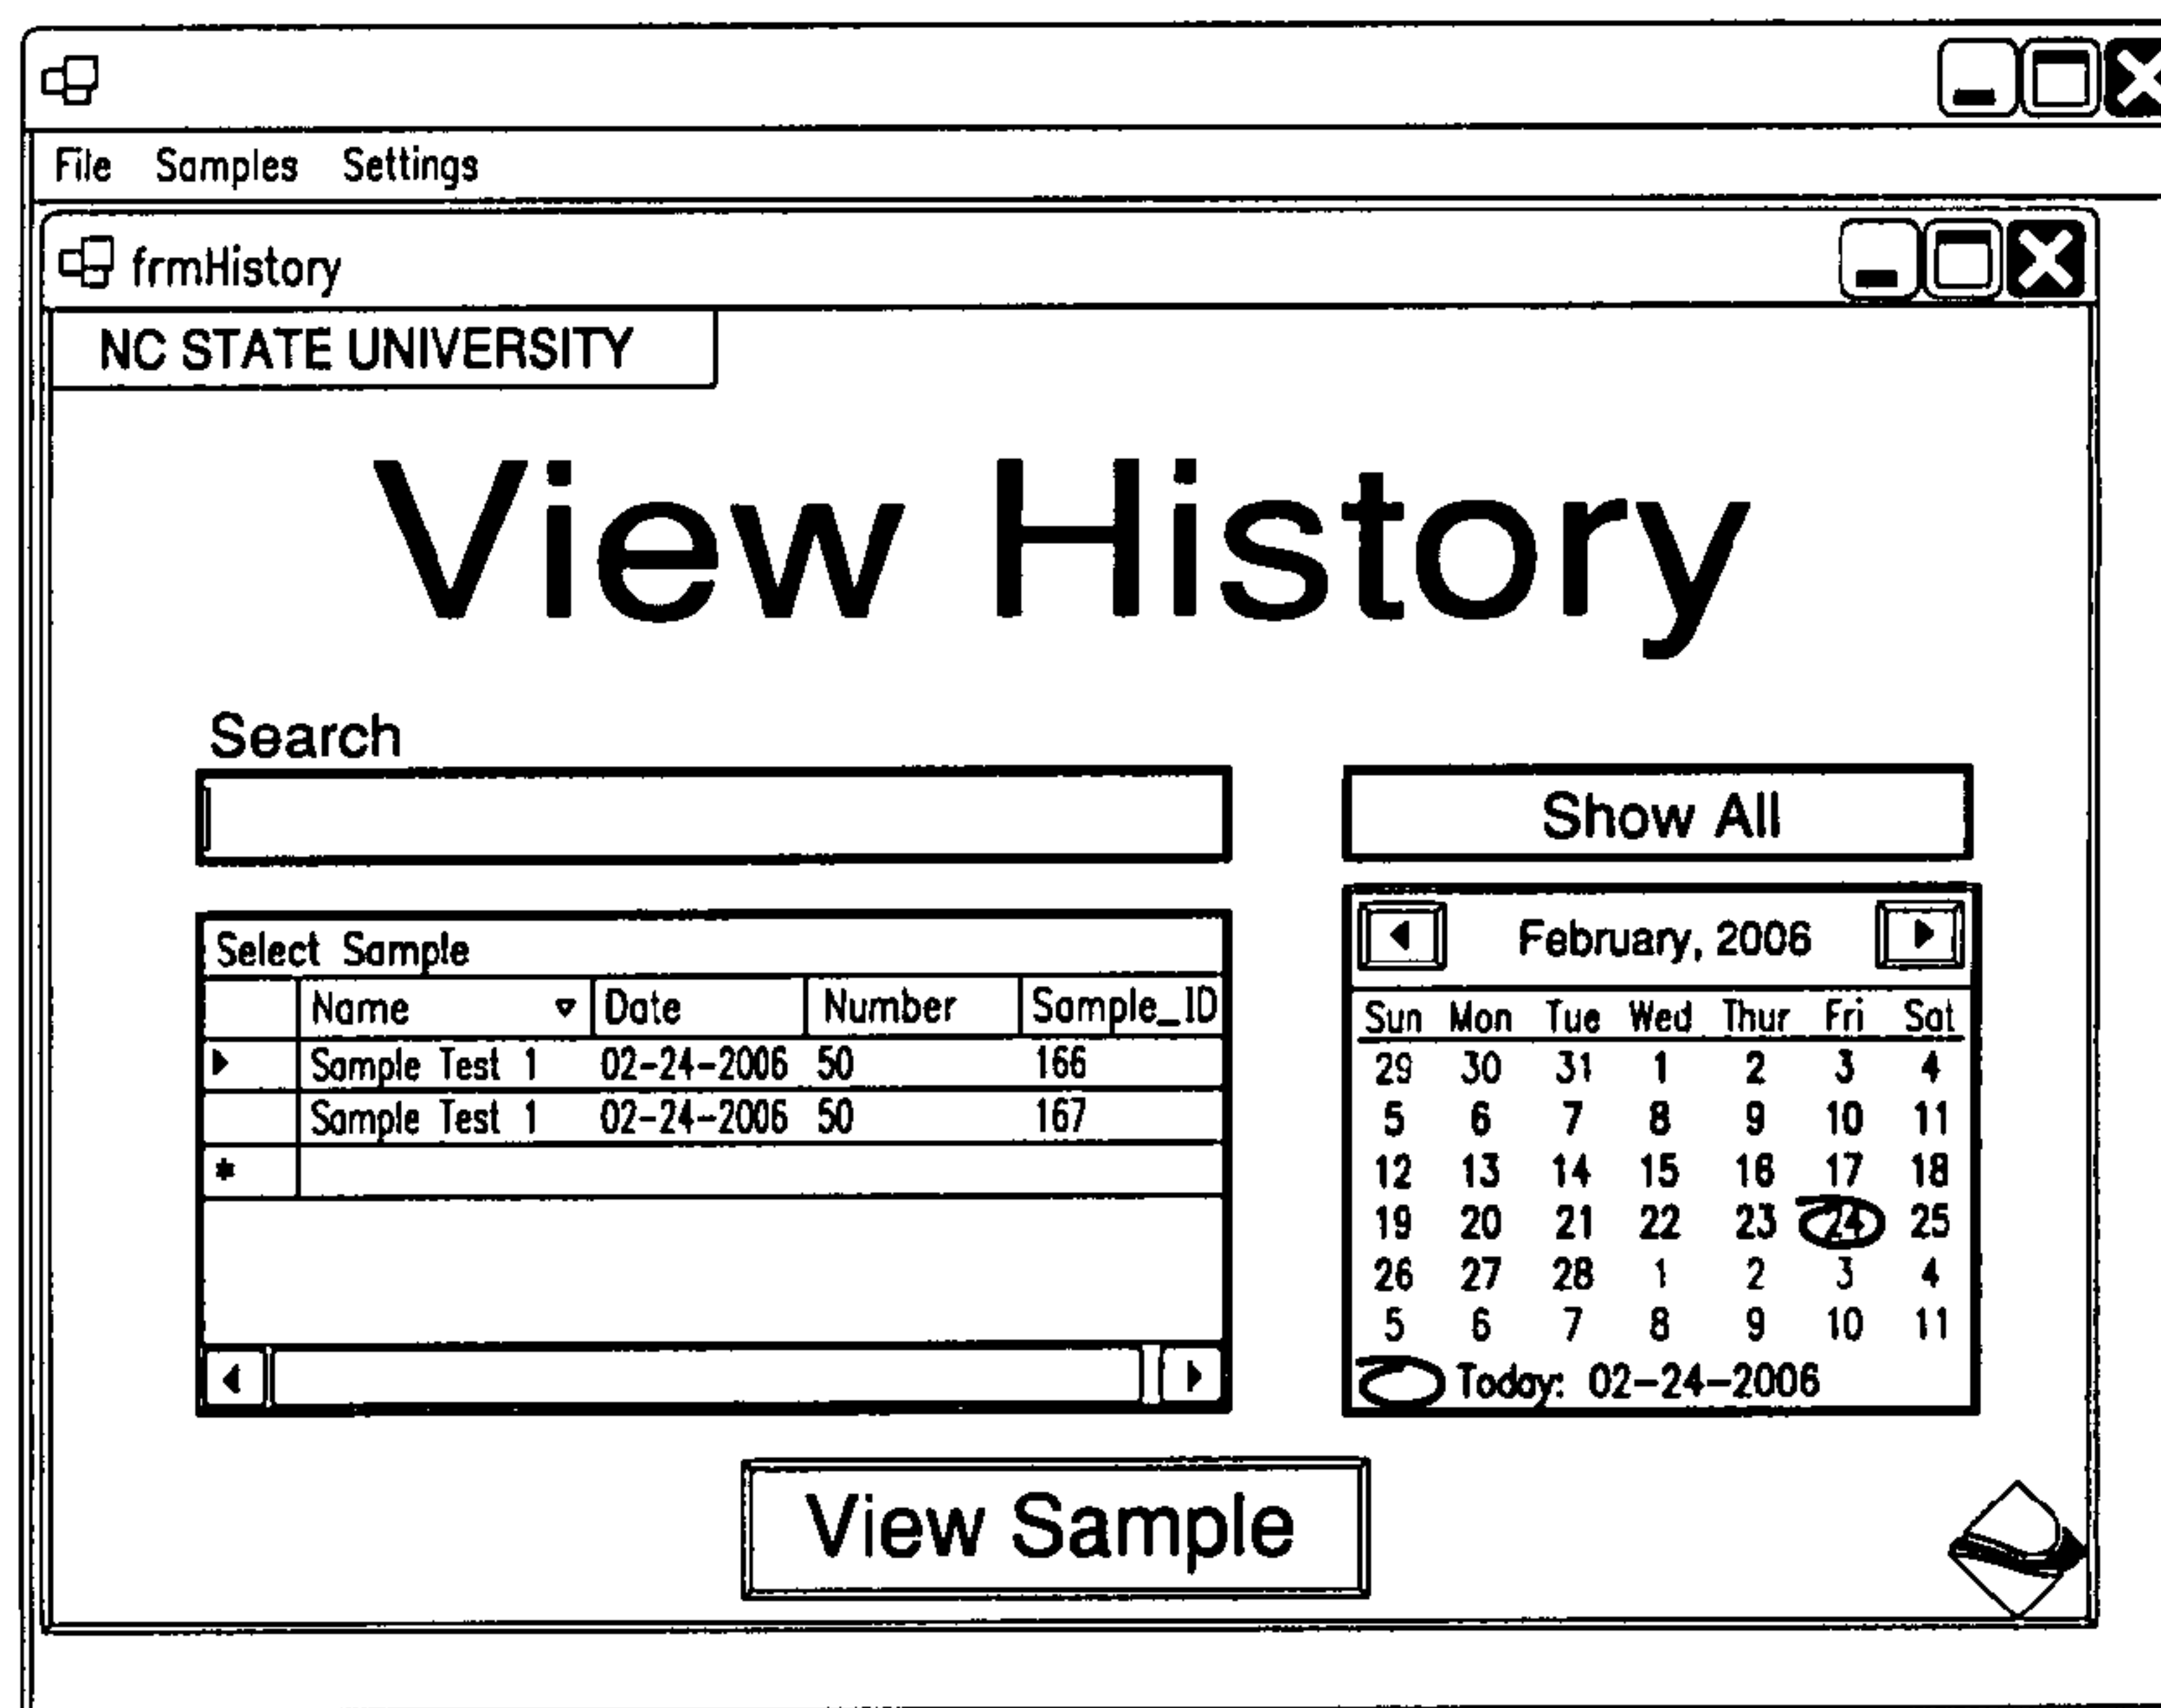 File Samples Settings
frmHistory
NC STATE UNIVERSITY
View History
Search
Show All
Select Sample
Name Date Number Sample_ID
Sample Test 1 02-24-2006 50 166
Sample Test 1 02-24-2006 50 167
*
February, 2006
Sun Mon Tue Wed Thur Fri Sat
29 30 31 1 2 3 4
5 6 7 8 9 10 11
12 13 14 15 16 17 18
19 20 21 22 23 24 25
26 27 28 1 2 3 4
5 6 7 8 9 10 11
Today: 02-24-2006
View Sample